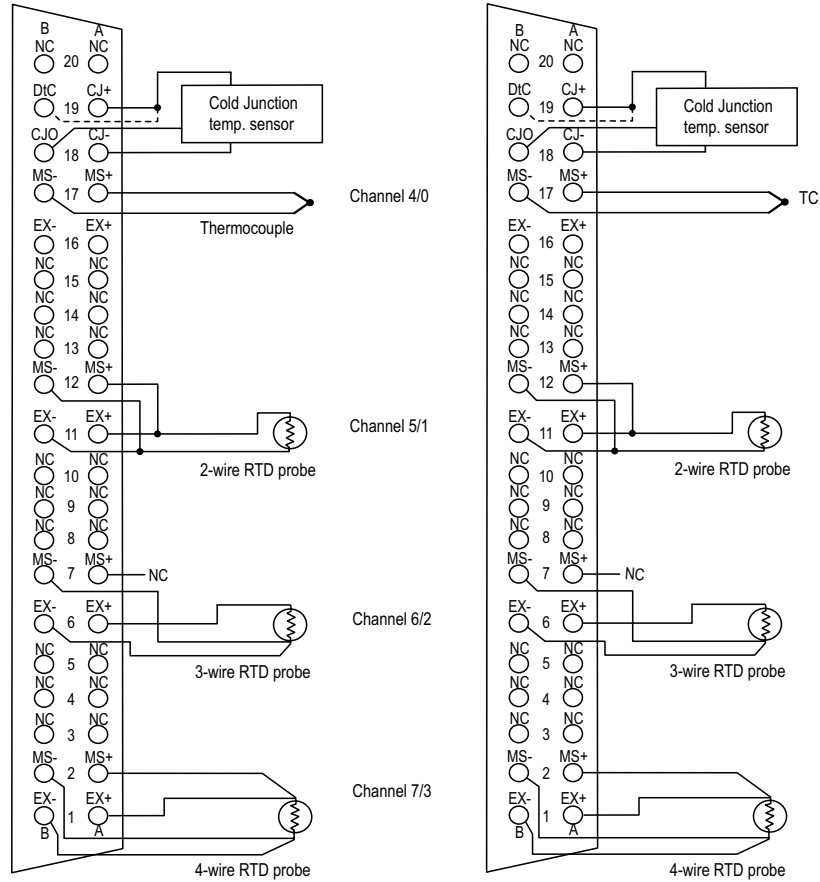 B A B A
NC NC NC NC
20 20
DtC CJ+ DtC CJ+
19 Cold Junction temp. sensor 19 Cold Junction temp. sensor
CJO CJ- CJO CJ-
18 18
MS- MS+ MS- MS+
17 Channel 4/0 17 TC
Thermocouple
EX- EX+ EX- EX+
16 16
NC NC NC NC
15 15
NC NC NC NC
14 14
NC NC NC NC
13 13
MS- MS+ MS- MS+
12 12
EX- EX+ Channel 5/1 EX- EX+
11 11
2-wire RTD probe 2-wire RTD probe
NC NC NC NC
10 10
NC NC NC NC
9 9
NC NC NC NC
8 8
MS- MS+ MS- MS+
7 NC 7 NC
EX- EX+ Channel 6/2 EX- EX+
6 6
NC NC NC NC
5 3-wire RTD probe 5 3-wire RTD probe
NC NC NC NC
4 4
NC NC NC NC
3 3
MS- MS+ MS- MS+
2 2
Channel 7/3
EX- EX+ EX- EX+
1 1
B A B A
4-wire RTD probe 4-wire RTD probe